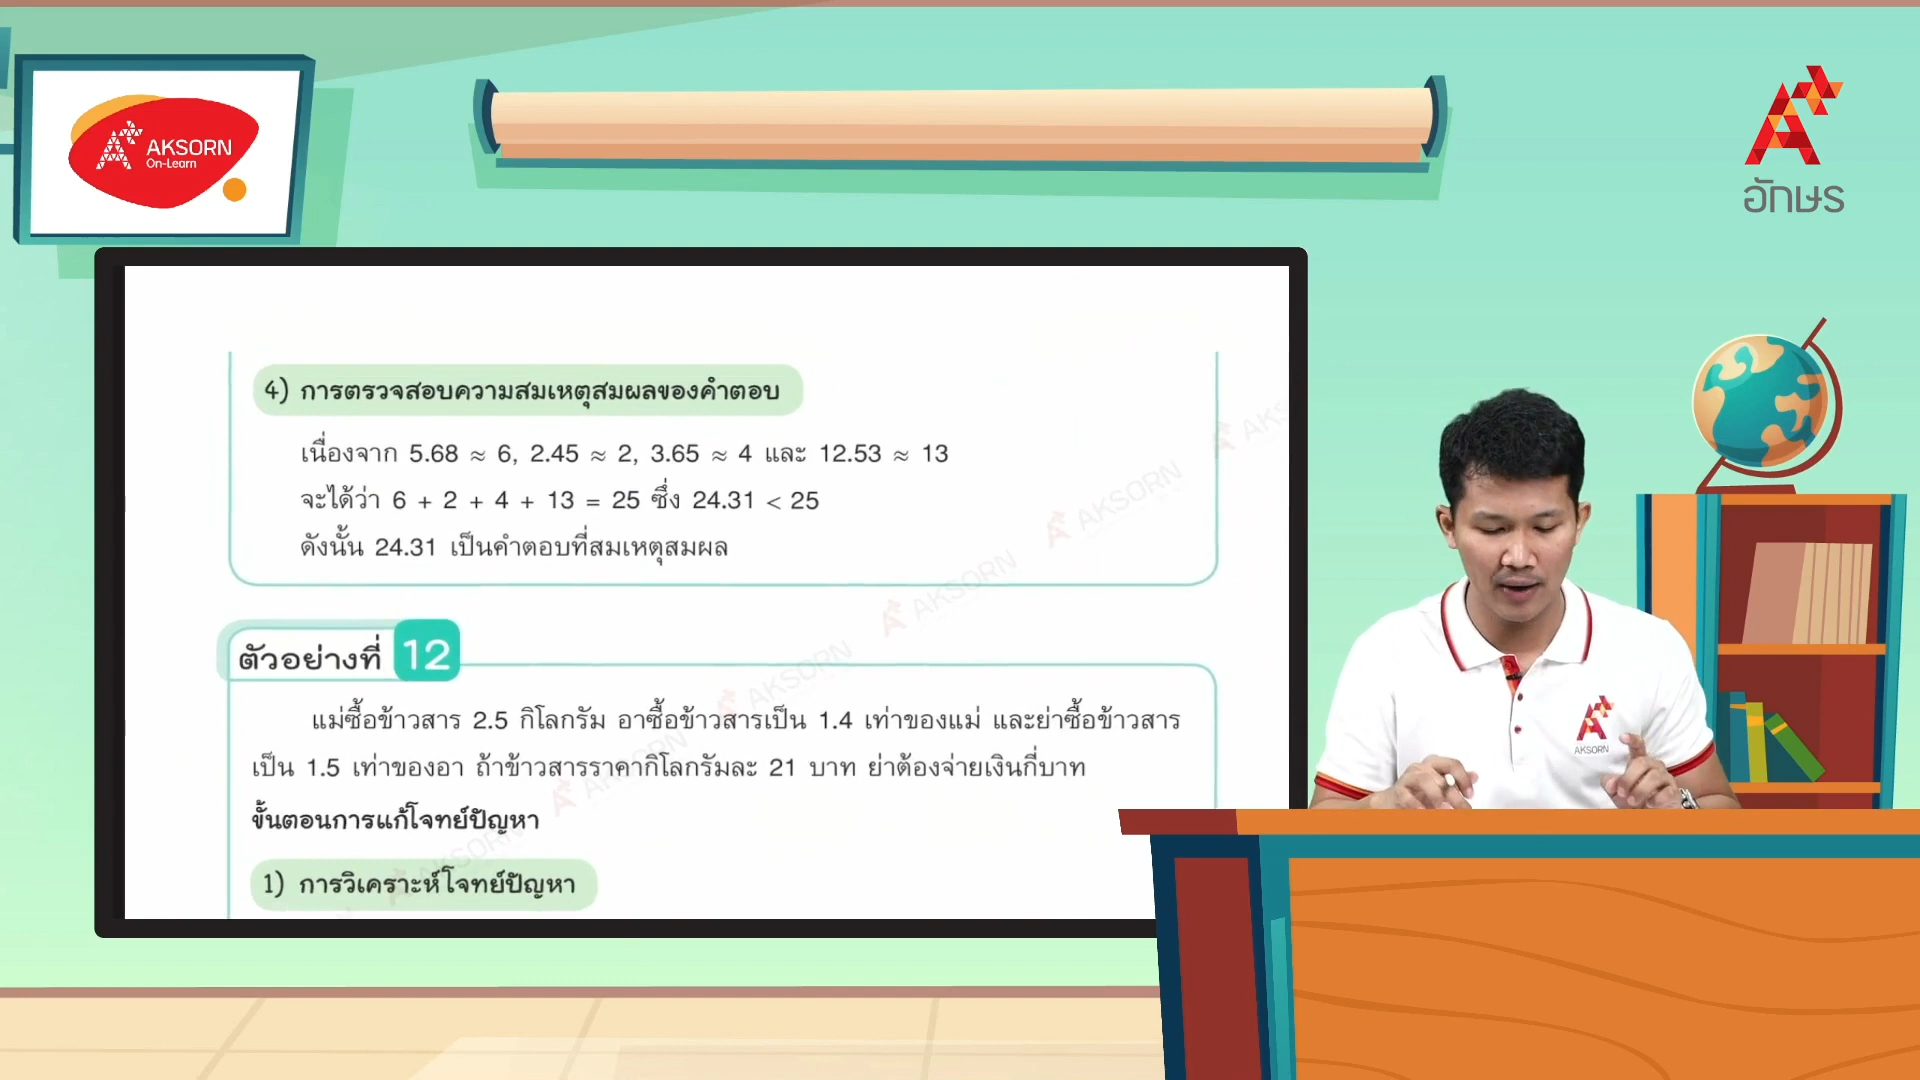 AKSORN
On-Learn
อักษร
4) การตรวจสอบความสมเหตุสมผลของคำตอบ
เนื่องจาก 5.68 ≈ 6, 2.45 ≈ 2, 3.65 ≈ 4 และ 12.53 ≈ 13
จะได้ว่า 6 + 2 + 4 + 13 = 25 ซึ่ง 24.31 < 25
ดังนั้น 24.31 เป็นคำตอบที่สมเหตุสมผล
ตัวอย่างที่ 12
แม่ซื้อข้าวสาร 2.5 กิโลกรัม อาซื้อข้าวสารเป็น 1.4 เท่าของแม่ และย่าซื้อข้าวสาร
เป็น 1.5 เท่าของอา ถ้าข้าวสารราคากิโลกรัมละ 21 บาท ย่าต้องจ่ายเงินกี่บาท
ขั้นตอนการแก้โจทย์ปัญหา
1) การวิเคราะห์โจทย์ปัญหา
AKSORN
AKSORN
AKSORN
AKSORN
AKSORN
AKSORN